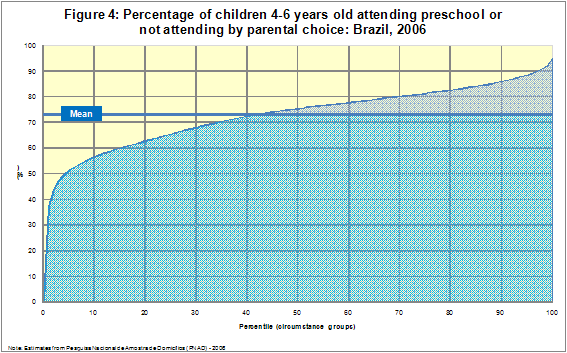 Figure 4: Percentage of children 4-6 years old attending preschool or
not attending by parental choice: Brazil, 2006
100
90
80
70
60
50
40
30
20
10
0
Mean
(%)
0 10 20 30 40 50 60 70 80 90 100
Percentile (circumstance groups)
Note: Estimates from Pesquisa Nacional de Amostra de Domicilios (PNAD) - 2006